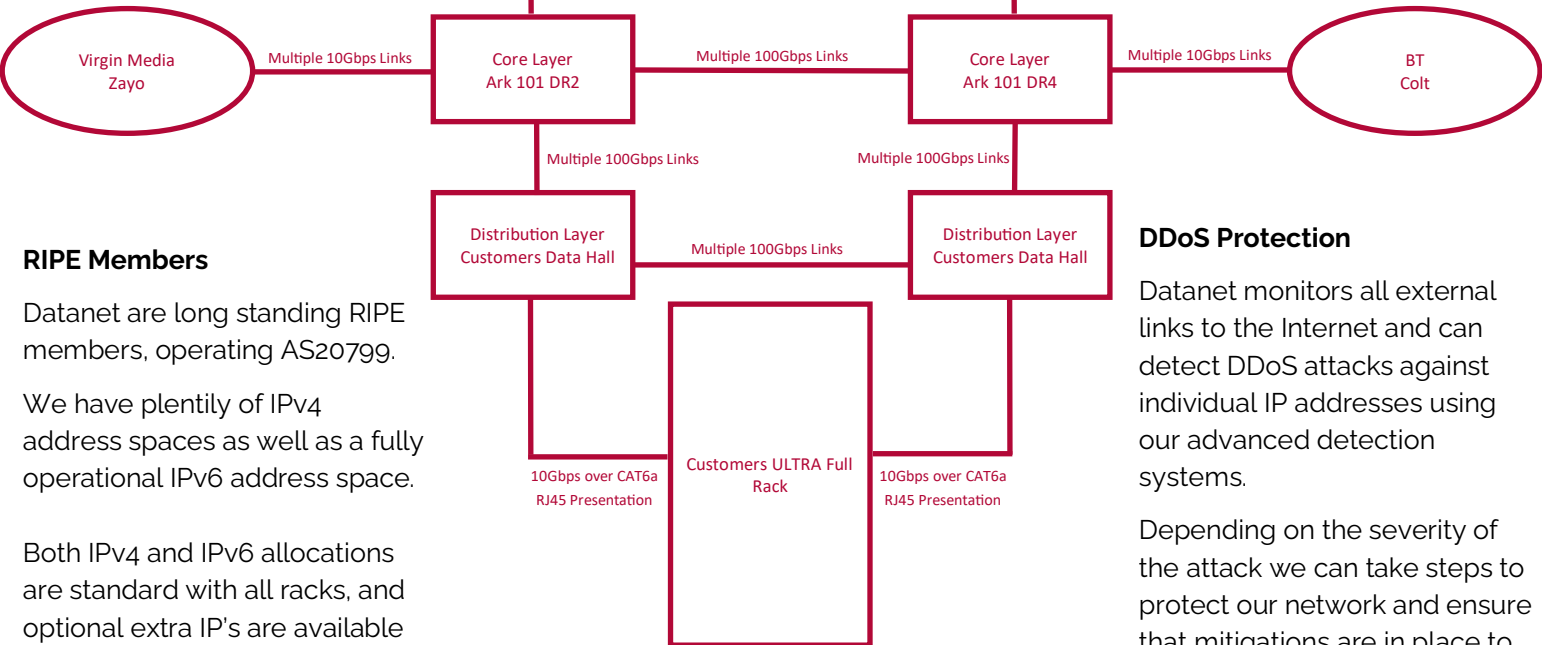 Virgin Media
Zayo
Multiple 10Gbps Links
Core Layer
Ark 101 DR2
Multiple 100Gbps Links
Core Layer
Ark 101 DR4
Multiple 10Gbps Links
BT
Colt
Multiple 100Gbps Links
Multiple 100Gbps Links
Distribution Layer
Customers Data Hall
Multiple 100Gbps Links
Distribution Layer
Customers Data Hall
10Gbps over CAT6a
RJ45 Presentation
Customers ULTRA Full
Rack
10Gbps over CAT6a
RJ45 Presentation
RIPE Members
Datanet are long standing RIPE
members, operating AS20799.
We have plentily of IPv4
address spaces as well as a fully
operational IPv6 address space.
Both IPv4 and IPv6 allocations
are standard with all racks, and
optional extra IP's are available
DDoS Protection
Datanet monitors all external
links to the Internet and can
detect DDoS attacks against
individual IP addresses using
our advanced detection
systems.
Depending on the severity of
the attack we can take steps to
protect our network and ensure
that mitigations are in place to